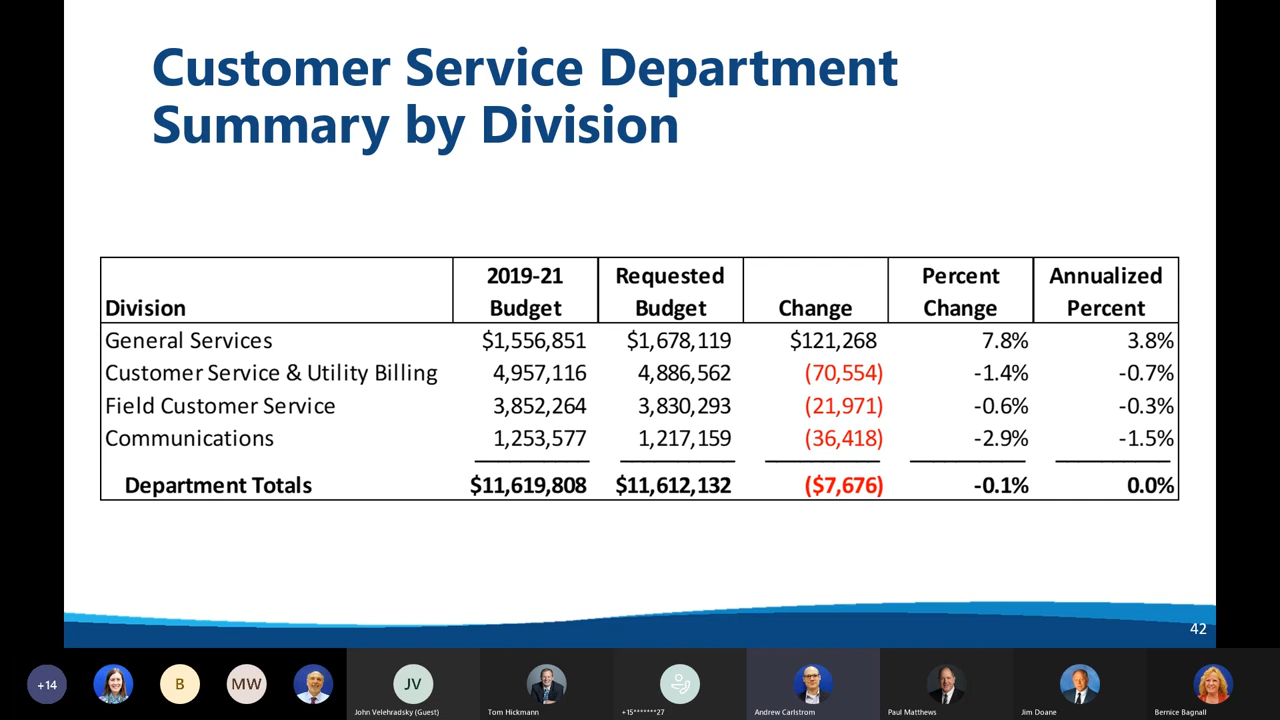 Customer Service Department
Summary by Division
Division 2019-21 Budget Requested Budget Change Percent Change Annualized Percent
General Services $1,556,851 $1,678,119 $121,268 7.8% 3.8%
Customer Service & Utility Billing 4,957,116 4,886,562 (70,554) -1.4% -0.7%
Field Customer Service 3,852,264 3,830,293 (21,971) -0.6% -0.3%
Communications 1,253,577 1,217,159 (36,418) -2.9% -1.5%
Department Totals $11,619,808 $11,612,132 ($7,676) -0.1% 0.0%
42
+14 B MW JV
John Velehradsky (Guest) Tom Hickmann +15*******27 Andrew Carlstrom Paul Matthews Jim Doane Bernice Bagnall